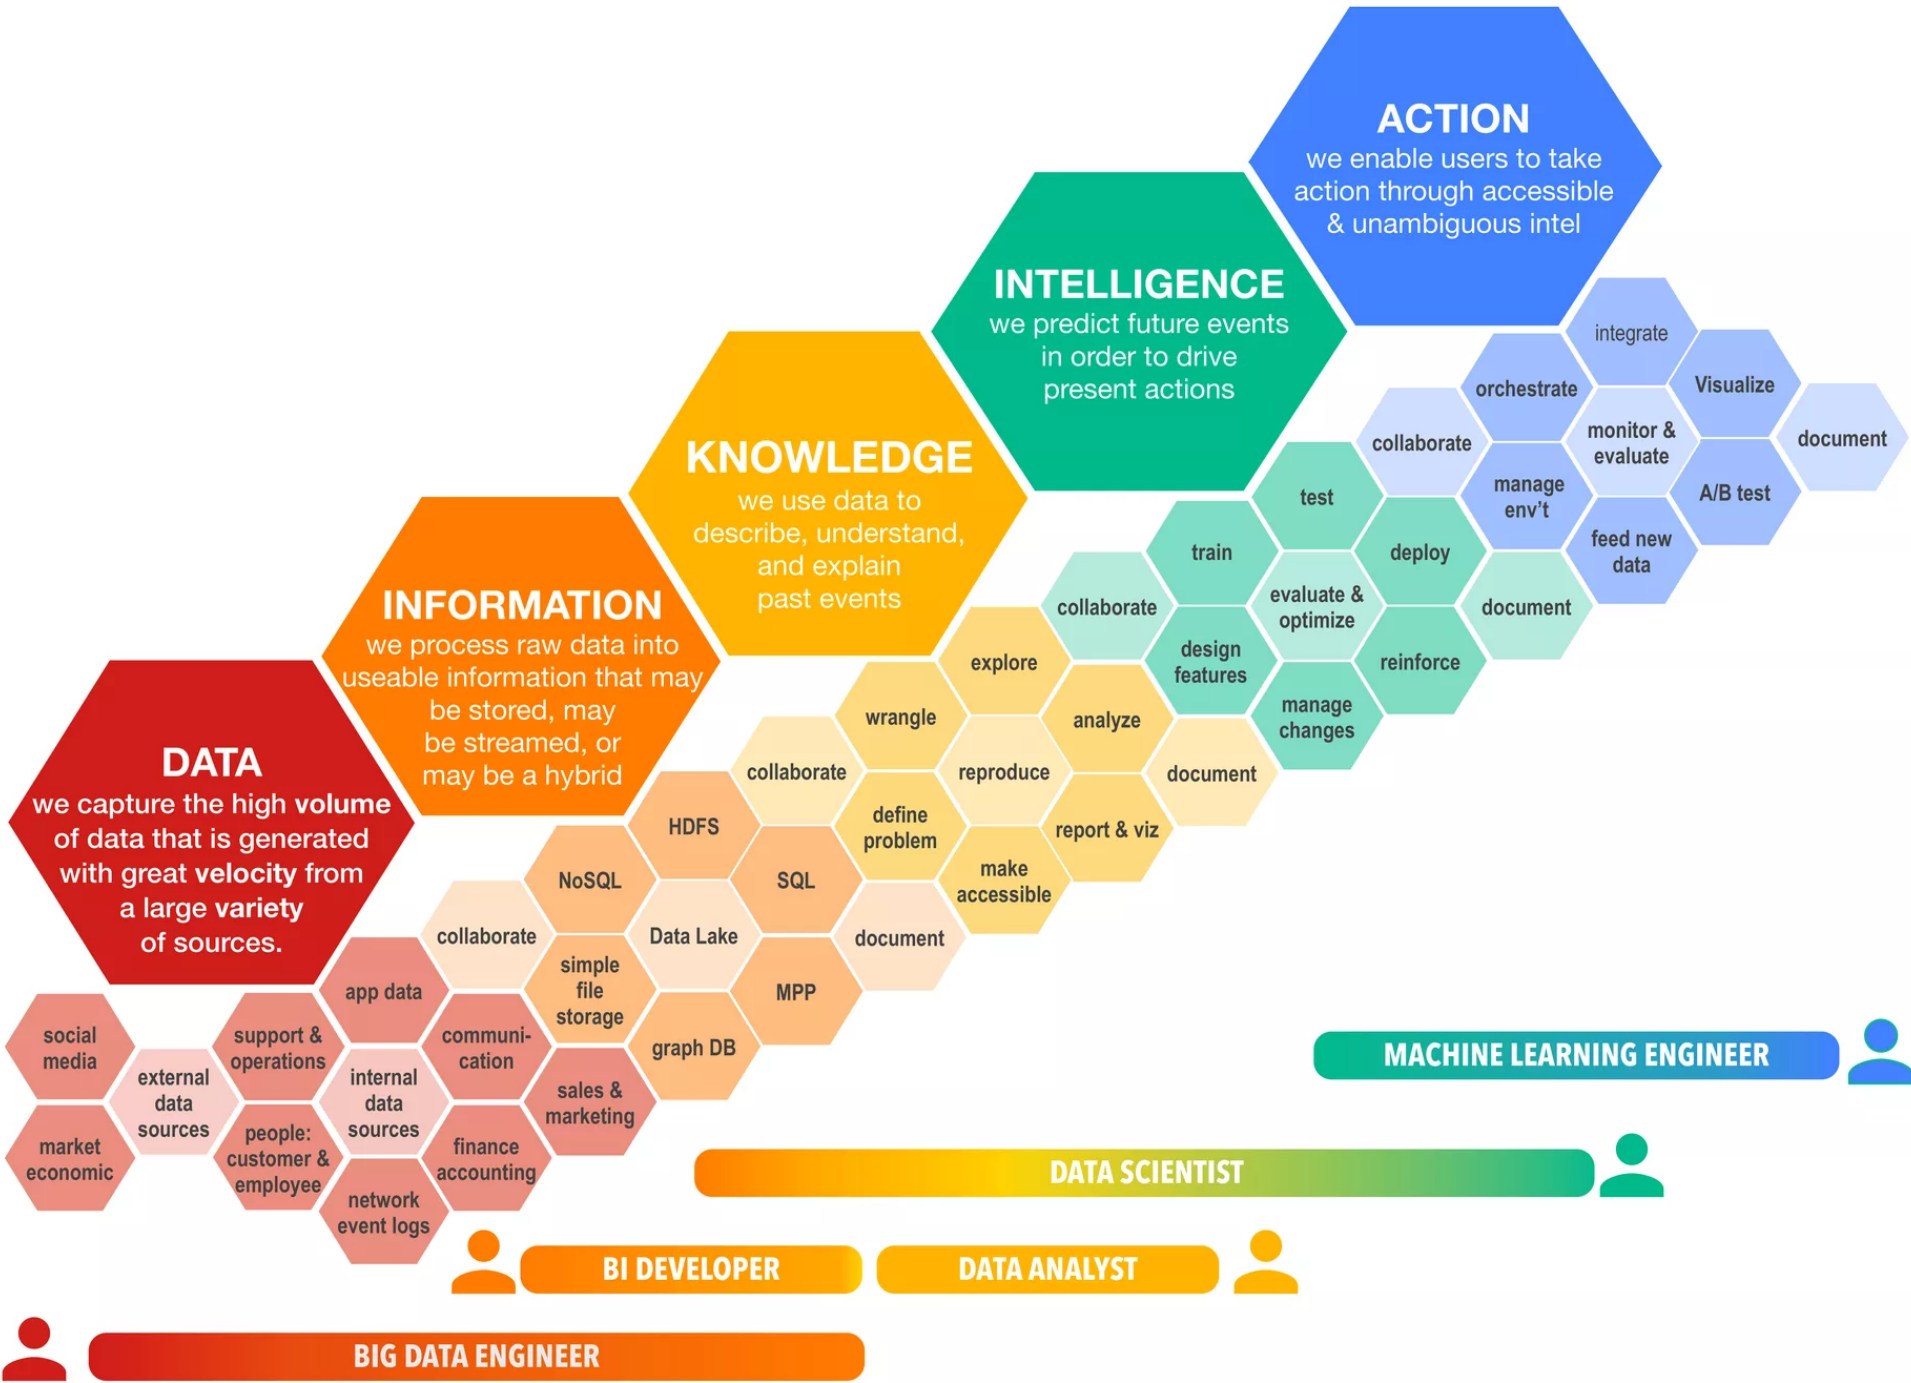 ACTION
we enable users to take
action through accessible
& unambiguous intel
INTELLIGENCE
we predict future events
in order to drive
present actions
KNOWLEDGE
we use data to
describe, understand,
and explain
past events
INFORMATION
we process raw data into
useable information that may
be stored, may
be streamed, or
may be a hybrid
DATA
we capture the high volume
of data that is generated
with great velocity from
a large variety
of sources.
integrate
orchestrate
Visualize
collaborate
monitor &
evaluate
document
manage
env't
A/B test
feed new
data
test
train
deploy
collaborate
evaluate &
optimize
document
design
features
reinforce
manage
changes
explore
wrangle
analyze
collaborate
reproduce
document
define
problem
report & viz
make
accessible
HDFS
NoSQL
SQL
collaborate
Data Lake
document
simple
file
storage
MPP
graph DB
app data
social
media
support &
operations
communi-
cation
external
data
sources
internal
data
sources
sales &
marketing
market
economic
people:
customer &
employee
finance
accounting
network
event logs
MACHINE LEARNING ENGINEER
DATA SCIENTIST
BI DEVELOPER
DATA ANALYST
BIG DATA ENGINEER